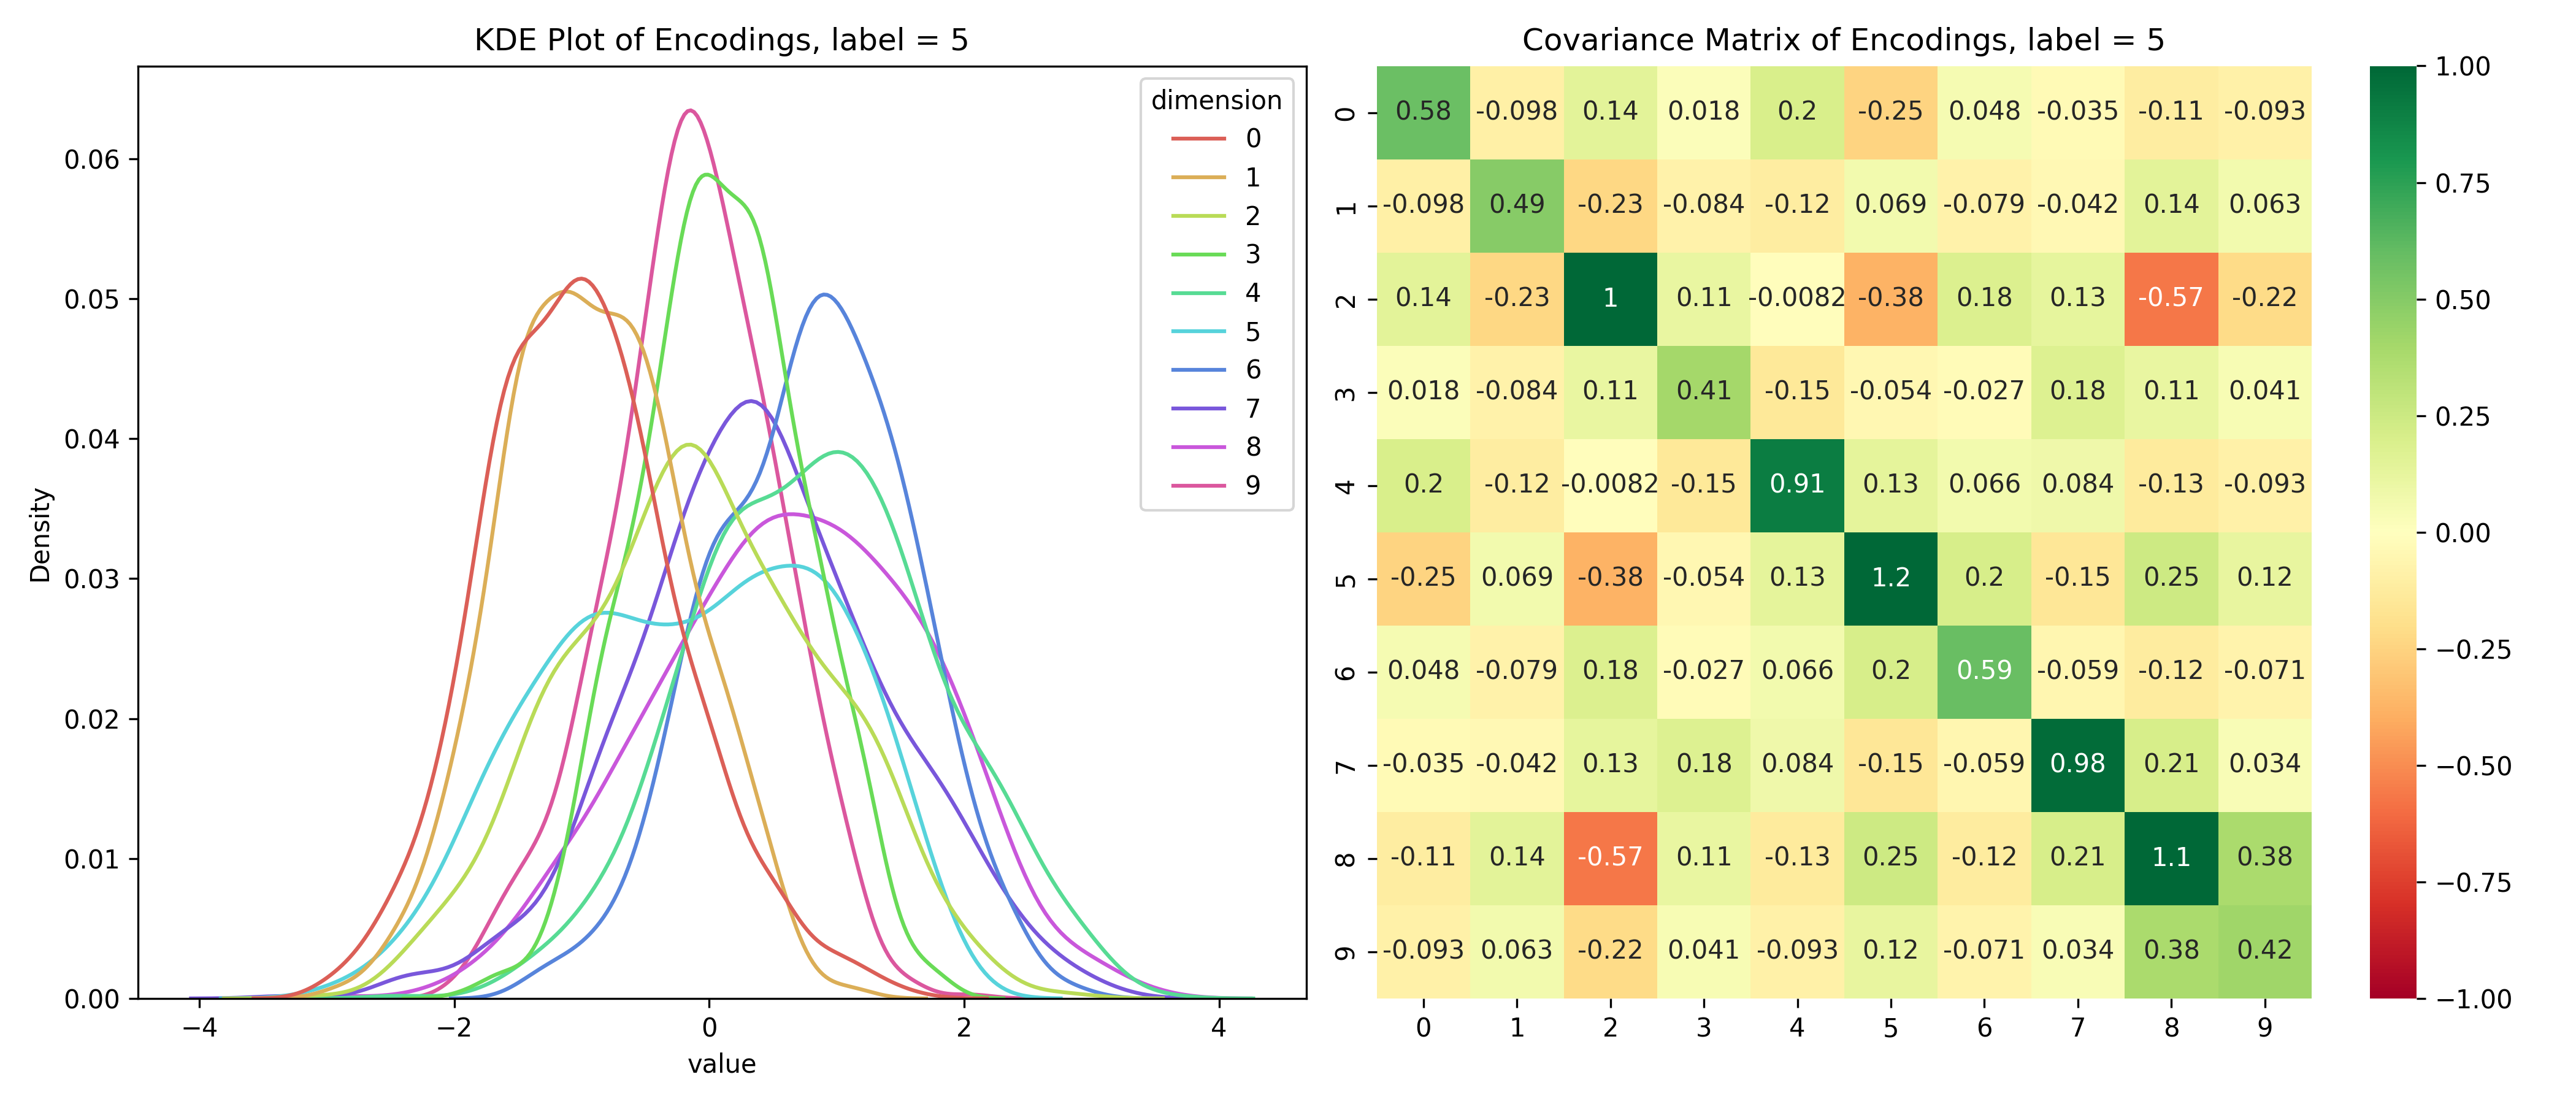 KDE Plot of Encodings, label = 5
Density
0.06
0.05
0.04
0.03
0.02
0.01
0.00
−4 −2 0 2 4
value
dimension
0
1
2
3
4
5
6
7
8
9
Covariance Matrix of Encodings, label = 5
0 0.58 -0.098 0.14 0.018 0.2 -0.25 0.048 -0.035 -0.11 -0.093
1 -0.098 0.49 -0.23 -0.084 -0.12 0.069 -0.079 -0.042 0.14 0.063
2 0.14 -0.23 1 0.11 -0.0082 -0.38 0.18 0.13 -0.57 -0.22
3 0.018 -0.084 0.11 0.41 -0.15 -0.054 -0.027 0.18 0.11 0.041
4 0.2 -0.12 -0.0082 -0.15 0.91 0.13 0.066 0.084 -0.13 -0.093
5 -0.25 0.069 -0.38 -0.054 0.13 1.2 0.2 -0.15 0.25 0.12
6 0.048 -0.079 0.18 -0.027 0.066 0.2 0.59 -0.059 -0.12 -0.071
7 -0.035 -0.042 0.13 0.18 0.084 -0.15 -0.059 0.98 0.21 0.034
8 -0.11 0.14 -0.57 0.11 -0.13 0.25 -0.12 0.21 1.1 0.38
9 -0.093 0.063 -0.22 0.041 -0.093 0.12 -0.071 0.034 0.38 0.42
0 1 2 3 4 5 6 7 8 9
1.00
0.75
0.50
0.25
0.00
−0.25
−0.50
−0.75
−1.00